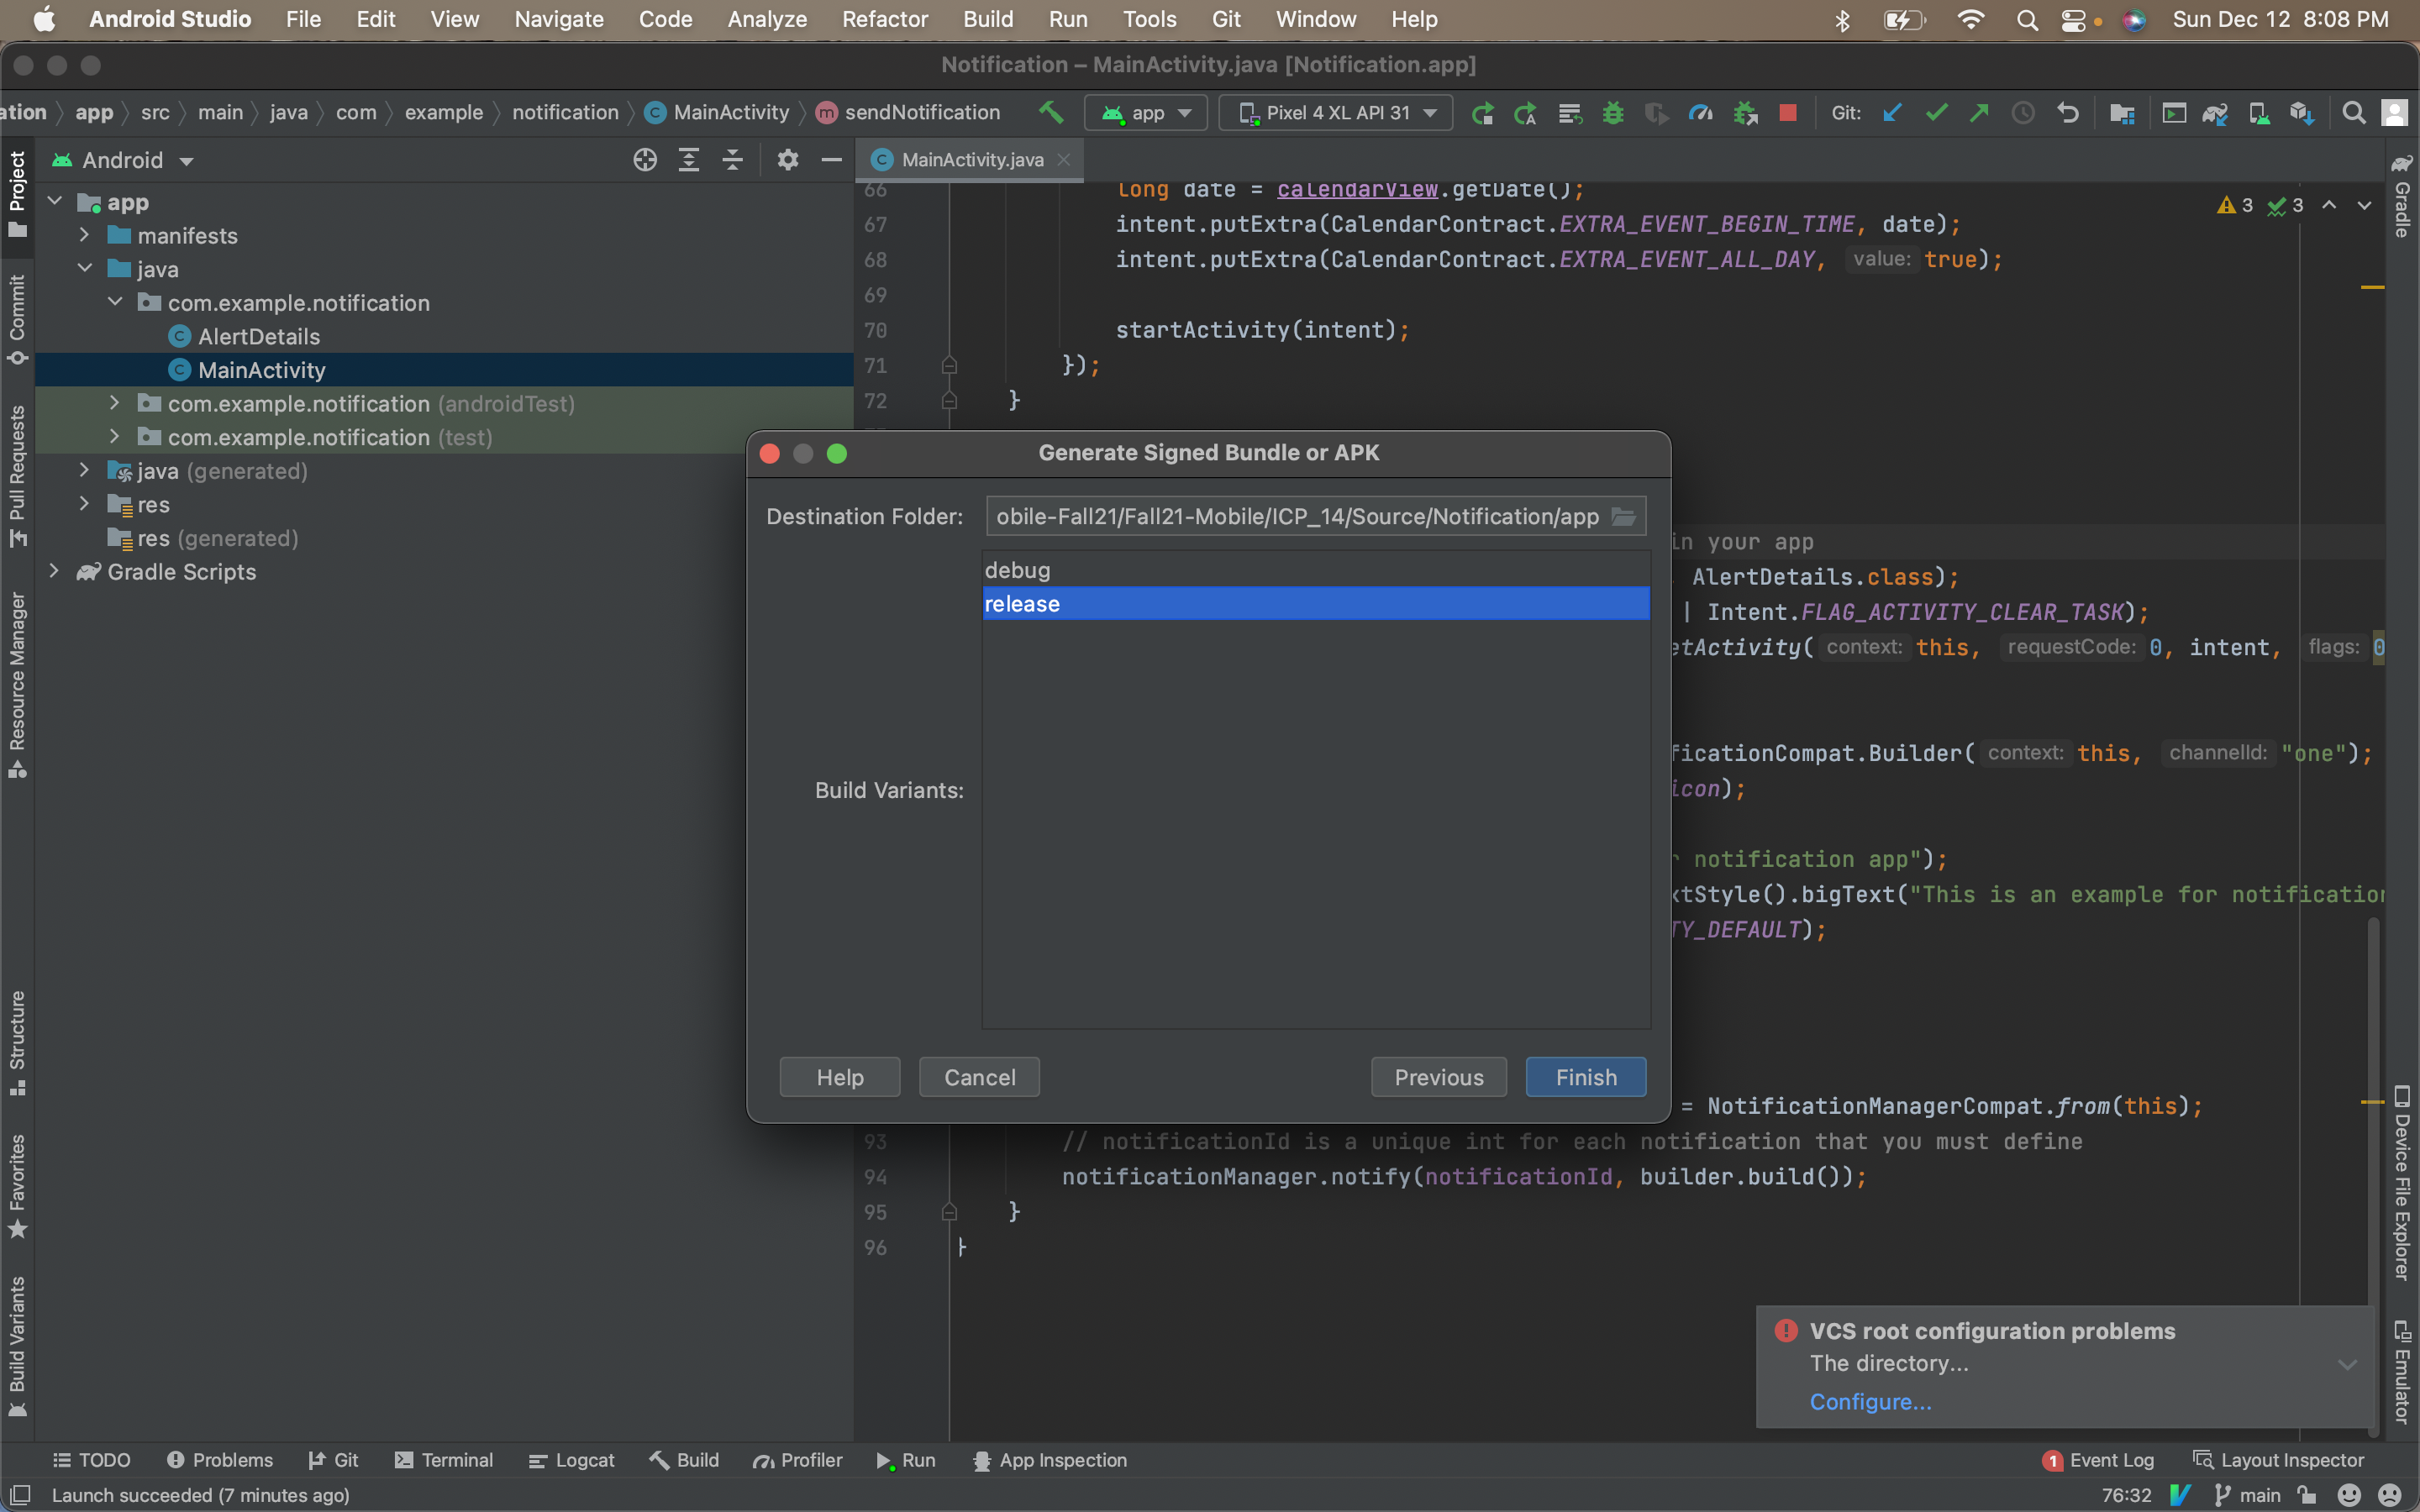 Android Studio File Edit View Navigate Code Analyze Refactor Build Run Tools Git Window Help Sun Dec 12 8:08 PM
Notification – MainActivity.java [Notification.app]
ation app src main java com example notification C MainActivity m sendNotification app Pixel 4 XL API 31 Git:
Project
Commit
Pull Requests
Resource Manager
Structure
Favorites
Build Variants
Android
app
manifests
java
com.example.notification
C AlertDetails
C MainActivity
com.example.notification (androidTest)
com.example.notification (test)
java (generated)
res
res (generated)
Gradle Scripts
C MainActivity.java
3 3
66 long date = calendarView.getDate();
67 intent.putExtra(CalendarContract.EXTRA_EVENT_BEGIN_TIME, date);
68 intent.putExtra(CalendarContract.EXTRA_EVENT_ALL_DAY, value: true);
69
70 startActivity(intent);
71 });
72 }
in your app
AlertDetails.class);
| Intent.FLAG_ACTIVITY_CLEAR_TASK);
etActivity( context: this, requestCode: 0, intent, flags: 0
ficationCompat.Builder( context: this, channelId: "one");
icon);
r notification app");
xtStyle().bigText("This is an example for notification
TY_DEFAULT);
= NotificationManagerCompat.from(this);
93 // notificationId is a unique int for each notification that you must define
94 notificationManager.notify(notificationId, builder.build());
95 }
96 }
Generate Signed Bundle or APK
Destination Folder: obile-Fall21/Fall21-Mobile/ICP_14/Source/Notification/app
debug
release
Build Variants:
Help Cancel Previous Finish
VCS root configuration problems
The directory...
Configure...
Gradle
Device File Explorer
Emulator
TODO Problems Git Terminal Logcat Build Profiler Run App Inspection 1 Event Log Layout Inspector
Launch succeeded (7 minutes ago) 76:32 main